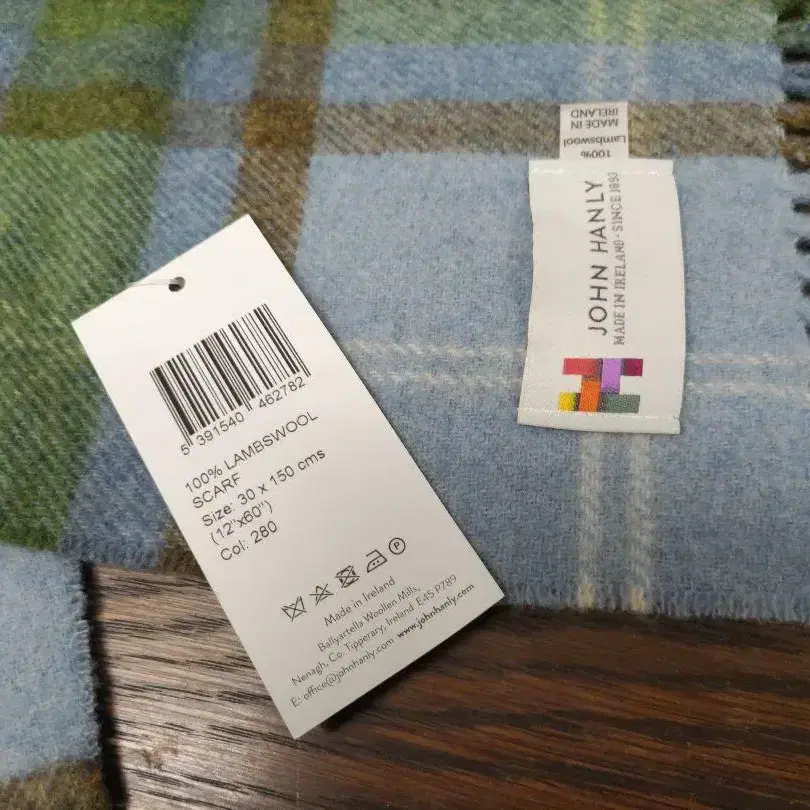 5 391540 462782
100% LAMBSWOOL
SCARF
Size: 30 x 150 cms
(12"x60")
Col: 280
P
Made in Ireland
Ballyartella Woollen Mills,
Nenagh, Co. Tipperary, Ireland E45 P789
E: office@johnhanly.com www.johnhanly.com
100%
Lambswool
MADE IN
IRELAND
JOHN HANLY
MADE IN IRELAND - SINCE 1893